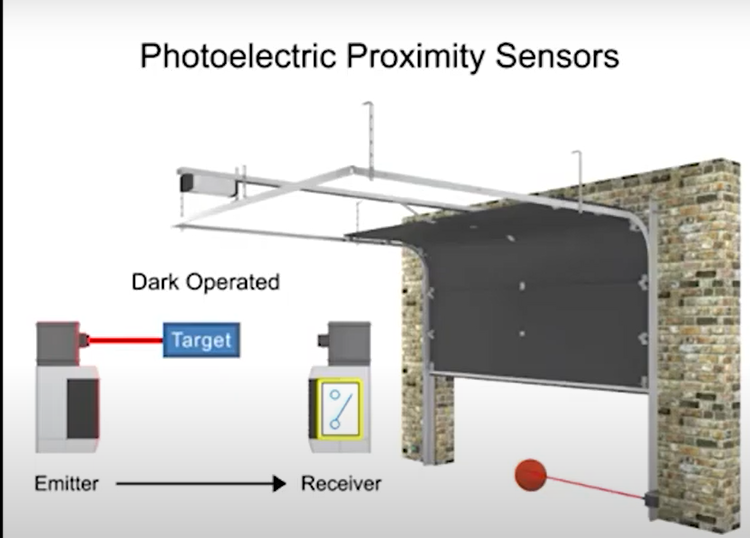 Photoelectric Proximity Sensors
Dark Operated
Target
Emitter
Receiver